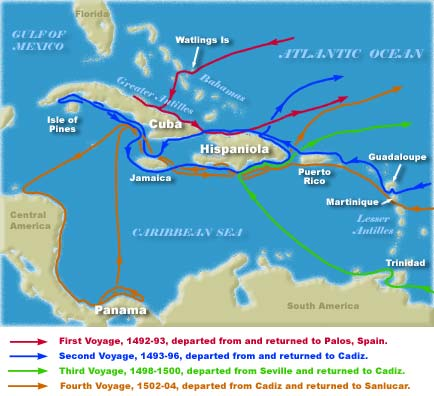 Florida
GULF OF
MEXICO
Watlings Is
ATLANTIC OCEAN
Bahamas
Greater Antilles
Cuba
Isle of
Pines
Hispaniola
Guadaloupe
Jamaica
Puerto
Rico
Martinique
Central
America
CARIBBEAN SEA
Lesser
Antilles
Trinidad
Panama
South America
First Voyage, 1492-93, departed from and returned to Palos, Spain.
Second Voyage, 1493-96, departed from and returned to Cadiz.
Third Voyage, 1498-1500, departed from Seville and returned to Cadiz.
Fourth Voyage, 1502-04, departed from Cadiz and returned to Sanlucar.